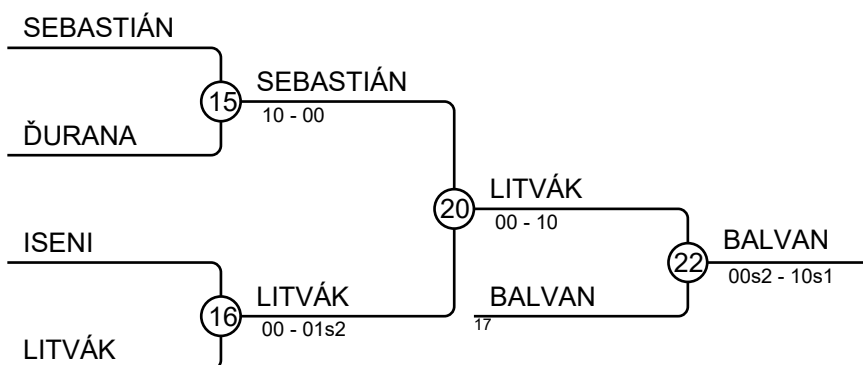 SEBASTIÁN
15
SEBASTIÁN
10 - 00
ĎURANA
20
LITVÁK
00 - 10
ISENI
22
BALVAN
00s2 - 10s1
16
LITVÁK
00 - 01s2
BALVAN
17
LITVÁK